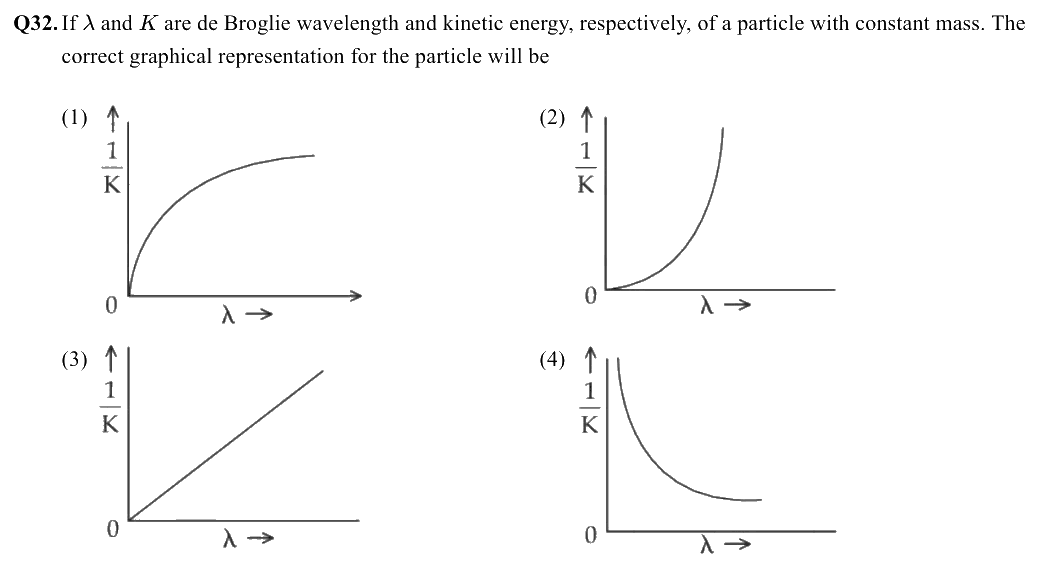 Q32. If λ and K are de Broglie wavelength and kinetic energy, respectively, of a particle with constant mass. The
correct graphical representation for the particle will be
(1) ↑ 1/K
0
λ →
(2) ↑ 1/K
0
λ →
(3) ↑ 1/K
0
λ →
(4) ↑ 1/K
0
λ →